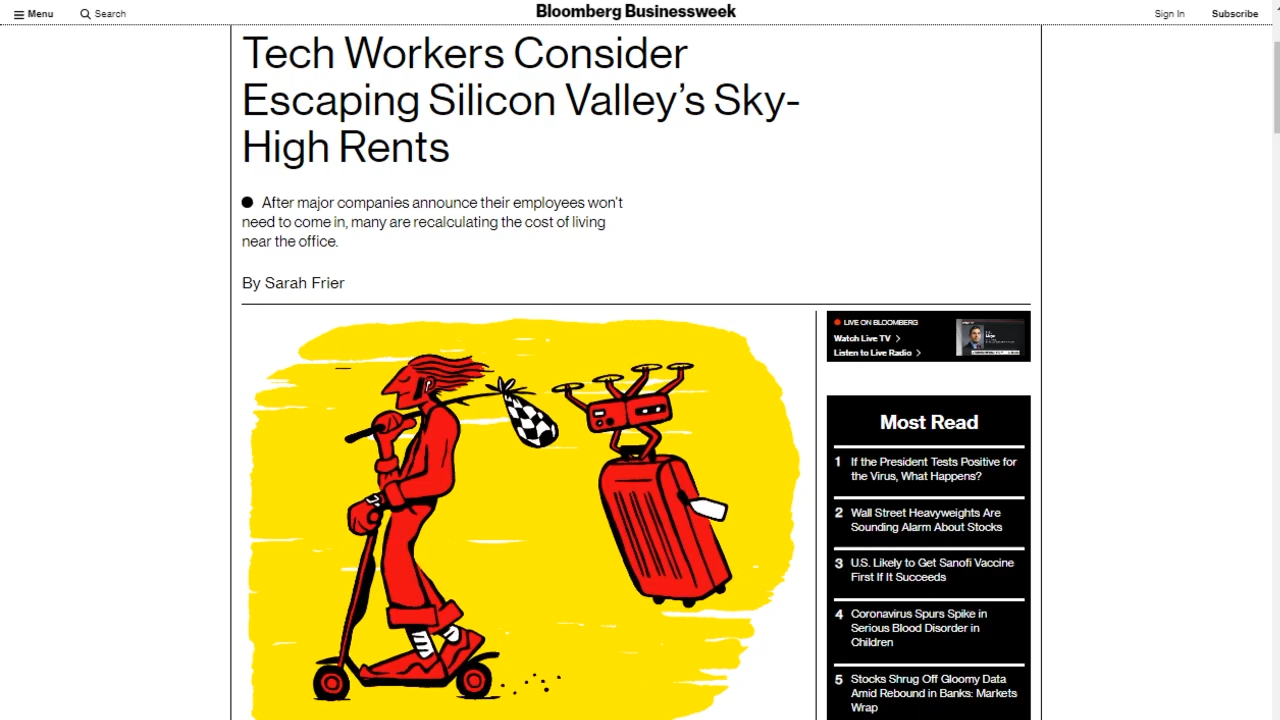 Menu
Search
Bloomberg Businessweek
Sign In
Subscribe
Tech Workers Consider
Escaping Silicon Valley's Sky-
High Rents
After major companies announce their employees won't
need to come in, many are recalculating the cost of living
near the office.
By Sarah Frier
LIVE ON BLOOMBERG
Watch Live TV
Listen to Live Radio
Most Read
1 If the President Tests Positive for
the Virus, What Happens?
2 Wall Street Heavyweights Are
Sounding Alarm About Stocks
3 U.S. Likely to Get Sanofi Vaccine
First If It Succeeds
4 Coronavirus Spurs Spike in
Serious Blood Disorder in
Children
5 Stocks Shrug Off Gloomy Data
Amid Rebound in Banks: Markets
Wrap